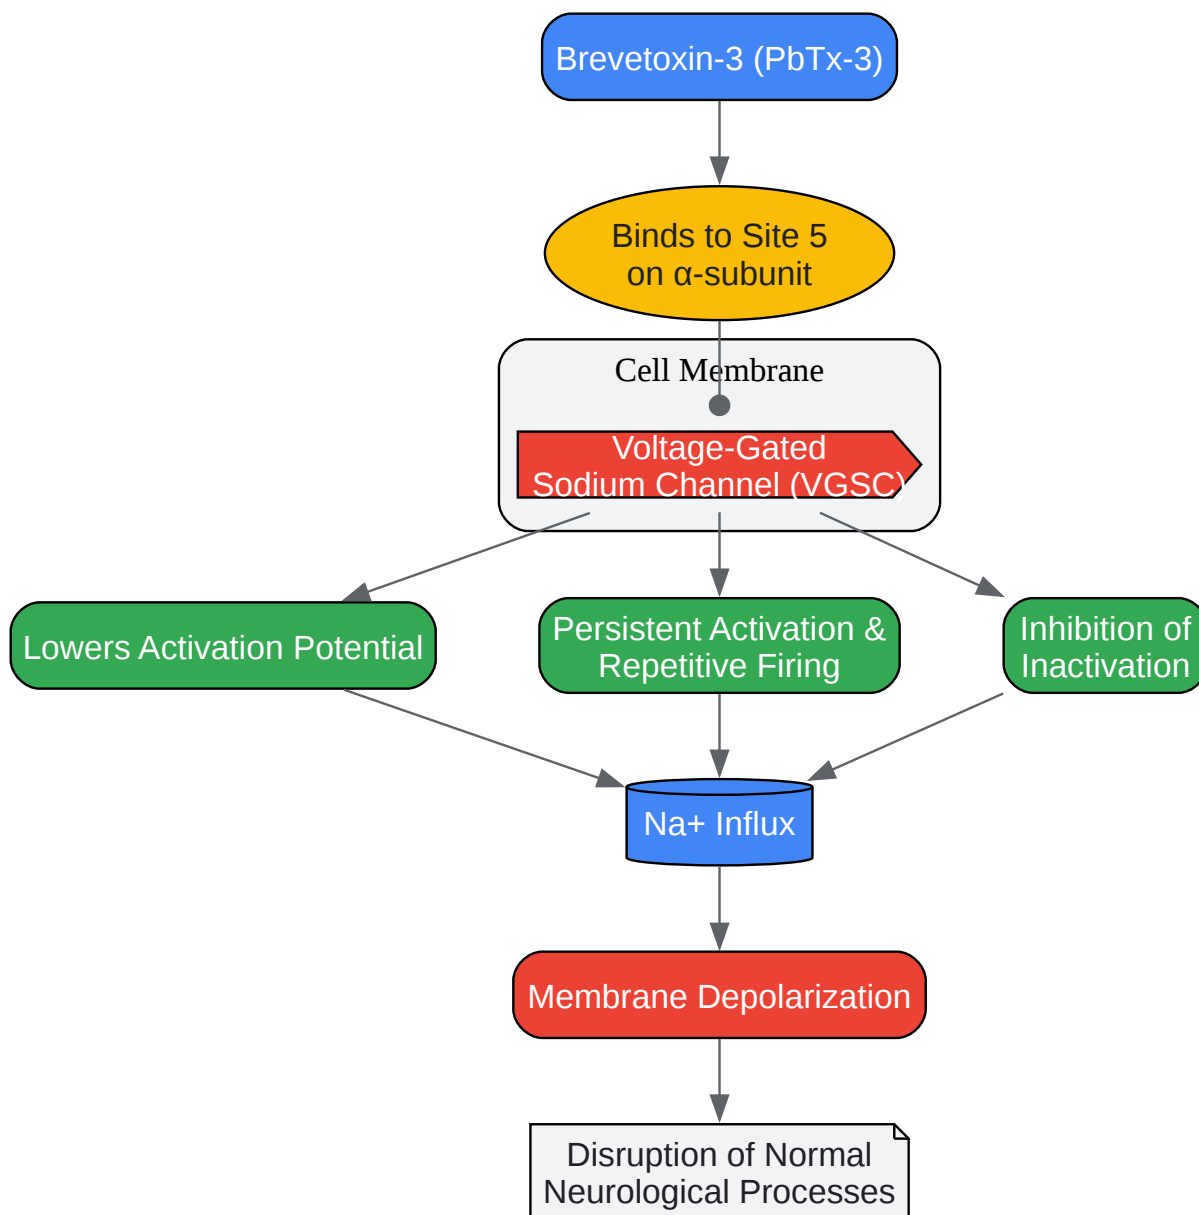 Brevetoxin-3 (PbTx-3)
Binds to Site 5
on α-subunit
Cell Membrane
Voltage-Gated
Sodium Channel (VGSC)
Lowers Activation Potential
Persistent Activation &
Repetitive Firing
Inhibition of
Inactivation
Na+ Influx
Membrane Depolarization
Disruption of Normal
Neurological Processes